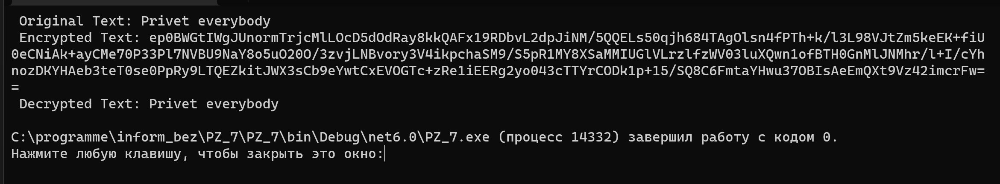 Original Text: Privet everybody
Encrypted Text: ep0BWGtIWgJUnormTrjcMlLOcD5dOdRay8kkQAFx19RDbvL2dpJiNM/5QQELs50qjh684TAgOlsn4fPTh+k/l3L98VJtZm5keEK+fiU
0eCNiAk+ayCMe70P33Pl7NVBU9NaY8o5uO20O/3zvjLNBvory3V4ikpchaSM9/S5pR1MY8XSaMMIUGlVLrzlfzWV03luXQwn1ofBTH0GnMlJNMhr/l+I/cYh
nozDKYHAeb3teT0se0PpRy9LTQEZkitJWX3sCb9eYwtCxEVOGTc+zRe1iEERg2yo043cTTYrCODk1p+15/SQ8C6FmtaYHwu37OBIsAeEmQXt9Vz42imcrFw=
=
Decrypted Text: Privet everybody
C:\programme\inform_bez\PZ_7\PZ_7\bin\Debug\net6.0\PZ_7.exe (процесс 14332) завершил работу с кодом 0.
Нажмите любую клавишу, чтобы закрыть это окно: